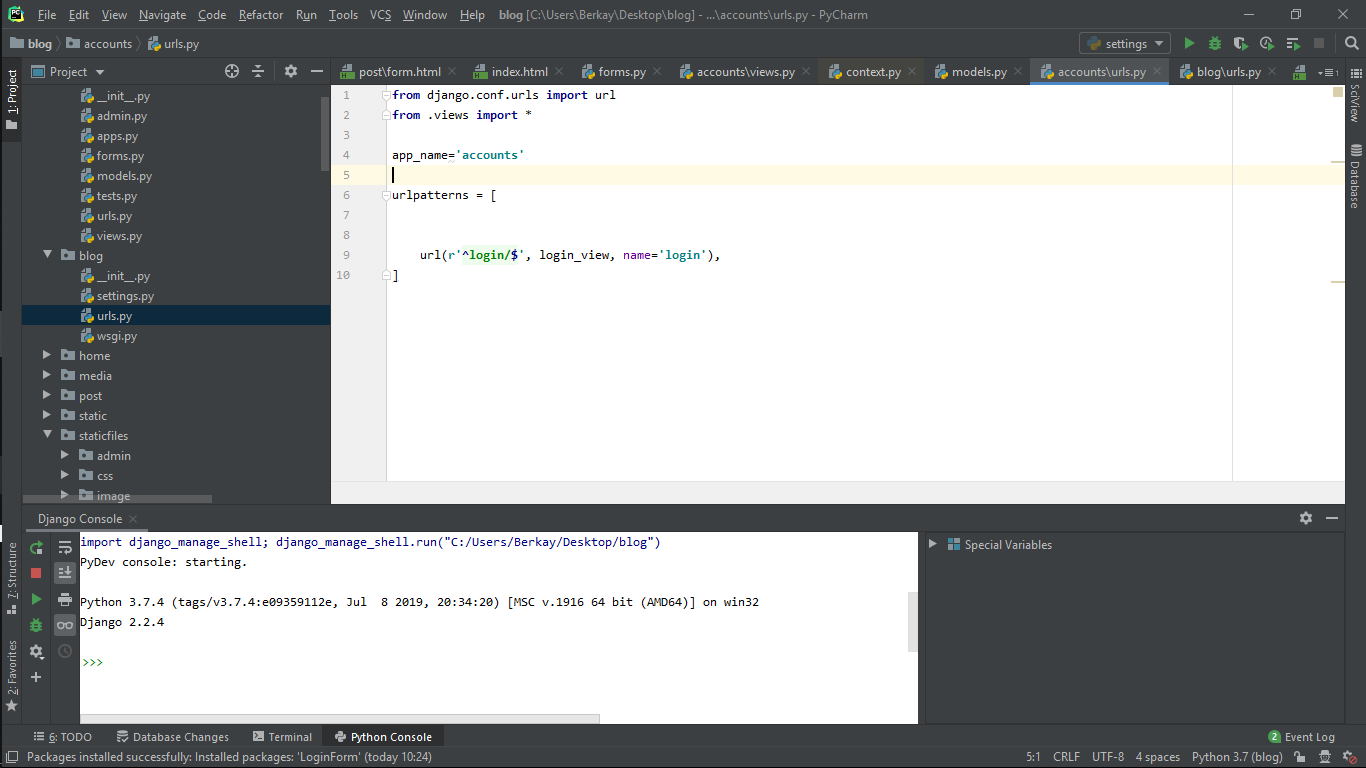 File Edit View Navigate Code Refactor Run Tools VCS Window Help blog [C:\Users\Berkay\Desktop\blog] - ...\accounts\urls.py - PyCharm
blog accounts urls.py settings
Project
post\form.html index.html forms.py accounts\views.py context.py models.py accounts\urls.py blog\urls.py
1: Project
__init__.py
admin.py
apps.py
forms.py
models.py
tests.py
urls.py
views.py
blog
__init__.py
settings.py
urls.py
wsgi.py
home
media
post
static
staticfiles
admin
css
image
1 from django.conf.urls import url
2 from .views import *
3
4 app_name='accounts'
5
6 urlpatterns = [
7
8
9 url(r'^login/$', login_view, name='login'),
10 ]
SciView
Database
Django Console
import django_manage_shell; django_manage_shell.run("C:/Users/Berkay/Desktop/blog")
PyDev console: starting.
Python 3.7.4 (tags/v3.7.4:e09359112e, Jul  8 2019, 20:34:20) [MSC v.1916 64 bit (AMD64)] on win32
Django 2.2.4
>>>
Special Variables
Z: Structure
2: Favorites
6: TODO Database Changes Terminal Python Console 2 Event Log
Packages installed successfully: Installed packages: 'LoginForm' (today 10:24) 5:1 CRLF UTF-8 4 spaces Python 3.7 (blog)